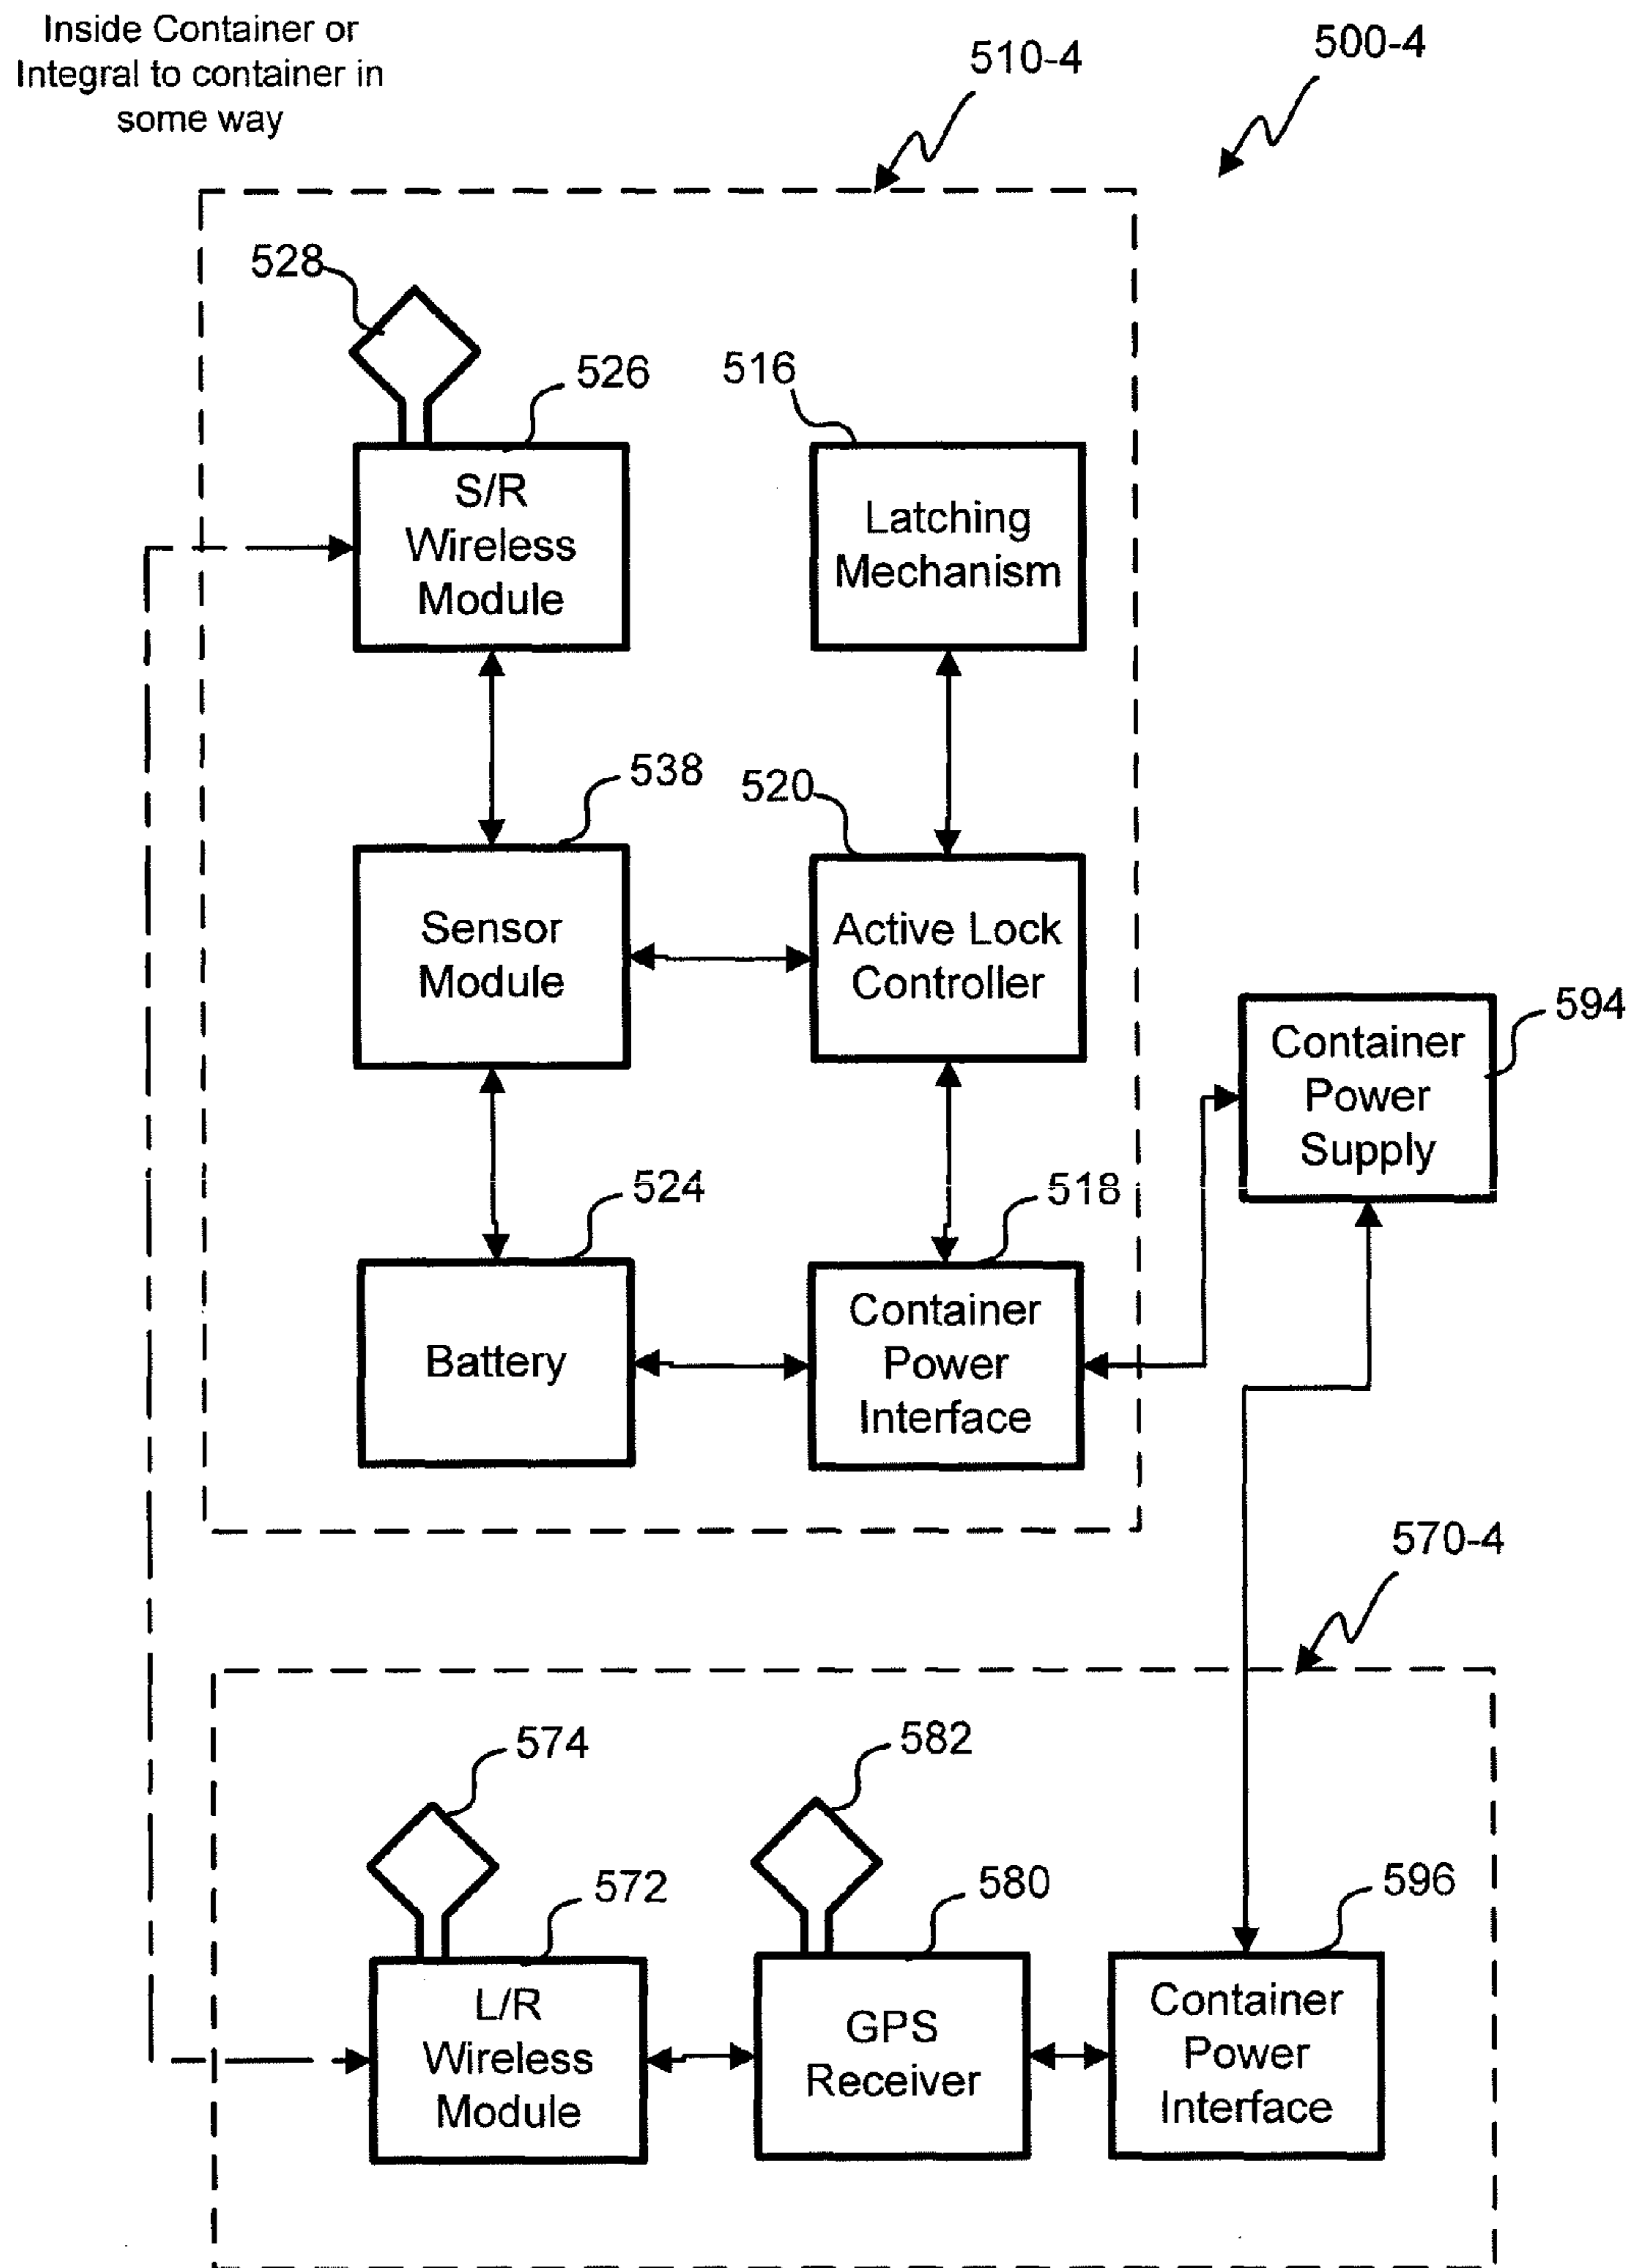 Inside Container or
Integral to container in
some way
510-4
500-4
528
526
516
S/R
Wireless
Module
Latching
Mechanism
538
520
Sensor
Module
Active Lock
Controller
594
Container
Power
Supply
524
518
Battery
Container
Power
Interface
570-4
574
582
572
580
596
L/R
Wireless
Module
GPS
Receiver
Container
Power
Interface